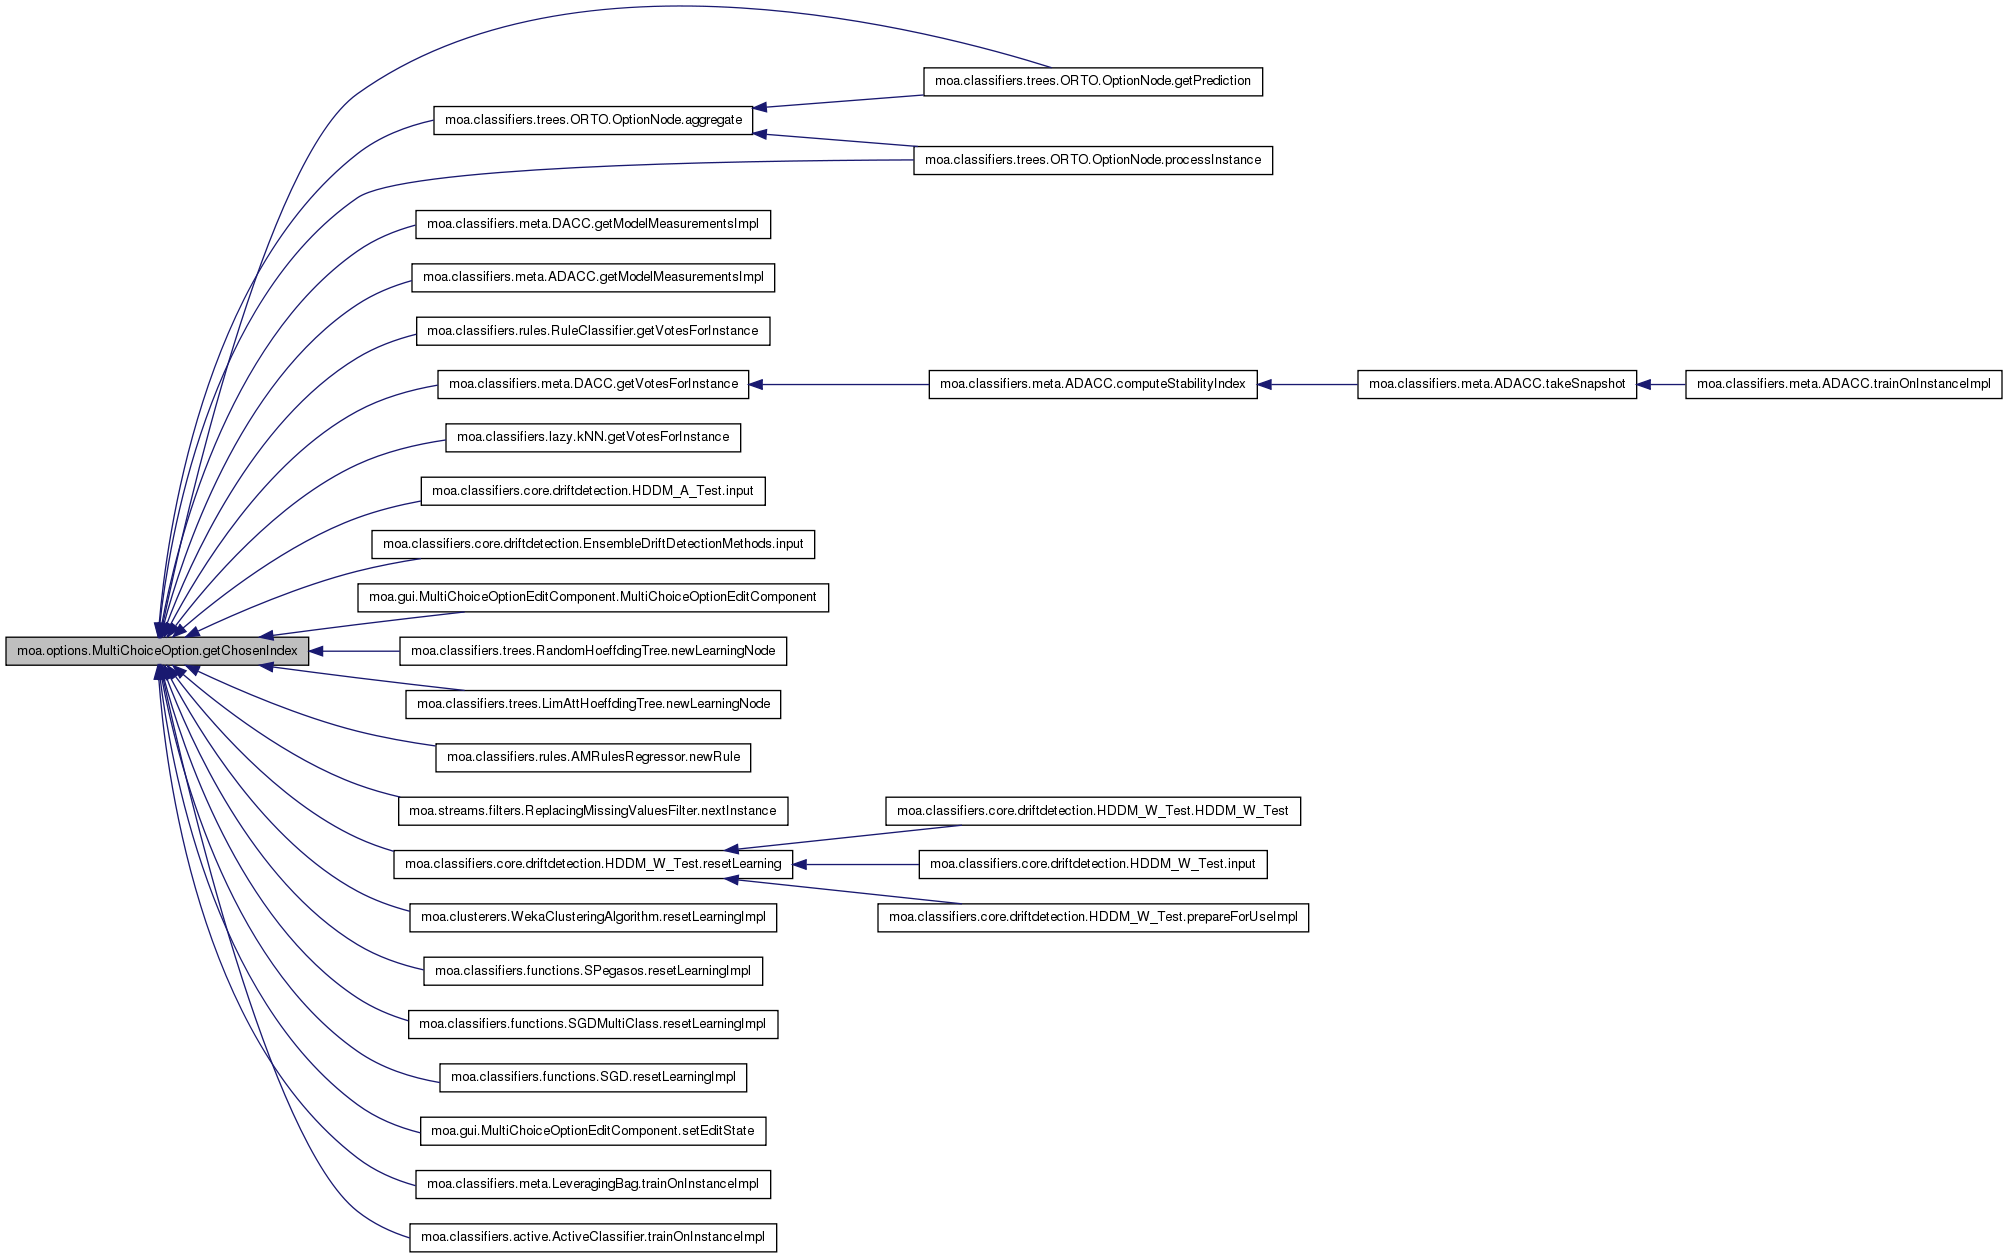 moa.classifiers.trees.ORTO.OptionNode.getPrediction
moa.classifiers.trees.ORTO.OptionNode.aggregate
moa.classifiers.trees.ORTO.OptionNode.processInstance
moa.classifiers.meta.DACC.getModelMeasurementsImpl
moa.classifiers.meta.ADACC.getModelMeasurementsImpl
moa.classifiers.rules.RuleClassifier.getVotesForInstance
moa.classifiers.meta.DACC.getVotesForInstance
moa.classifiers.meta.ADACC.computeStabilityIndex
moa.classifiers.meta.ADACC.takeSnapshot
moa.classifiers.meta.ADACC.trainOnInstanceImpl
moa.classifiers.lazy.kNN.getVotesForInstance
moa.classifiers.core.driftdetection.HDDM_A_Test.input
moa.classifiers.core.driftdetection.EnsembleDriftDetectionMethods.input
moa.gui.MultiChoiceOptionEditComponent.MultiChoiceOptionEditComponent
moa.options.MultiChoiceOption.getChosenIndex
moa.classifiers.trees.RandomHoeffdingTree.newLearningNode
moa.classifiers.trees.LimAttHoeffdingTree.newLearningNode
moa.classifiers.rules.AMRulesRegressor.newRule
moa.streams.filters.ReplacingMissingValuesFilter.nextInstance
moa.classifiers.core.driftdetection.HDDM_W_Test.HDDM_W_Test
moa.classifiers.core.driftdetection.HDDM_W_Test.resetLearning
moa.classifiers.core.driftdetection.HDDM_W_Test.input
moa.clusterers.WekaClusteringAlgorithm.resetLearningImpl
moa.classifiers.core.driftdetection.HDDM_W_Test.prepareForUseImpl
moa.classifiers.functions.SPegasos.resetLearningImpl
moa.classifiers.functions.SGDMultiClass.resetLearningImpl
moa.classifiers.functions.SGD.resetLearningImpl
moa.gui.MultiChoiceOptionEditComponent.setEditState
moa.classifiers.meta.LeveragingBag.trainOnInstanceImpl
moa.classifiers.active.ActiveClassifier.trainOnInstanceImpl